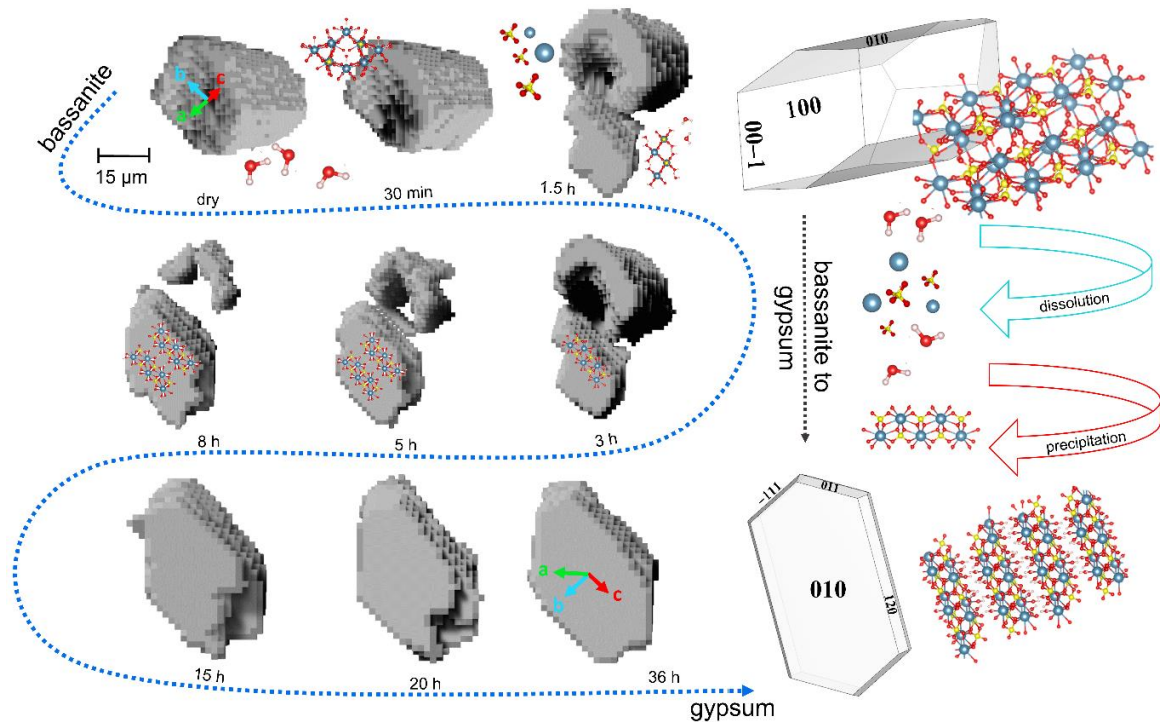 bassanite
b
c
a
15 μm
dry
30 min
1.5 h
010
100
00-1
8 h
5 h
3 h
bassanite to
gypsum
dissolution
precipitation
15 h
20 h
36 h
a
b
c
gypsum
-111
011
010
120